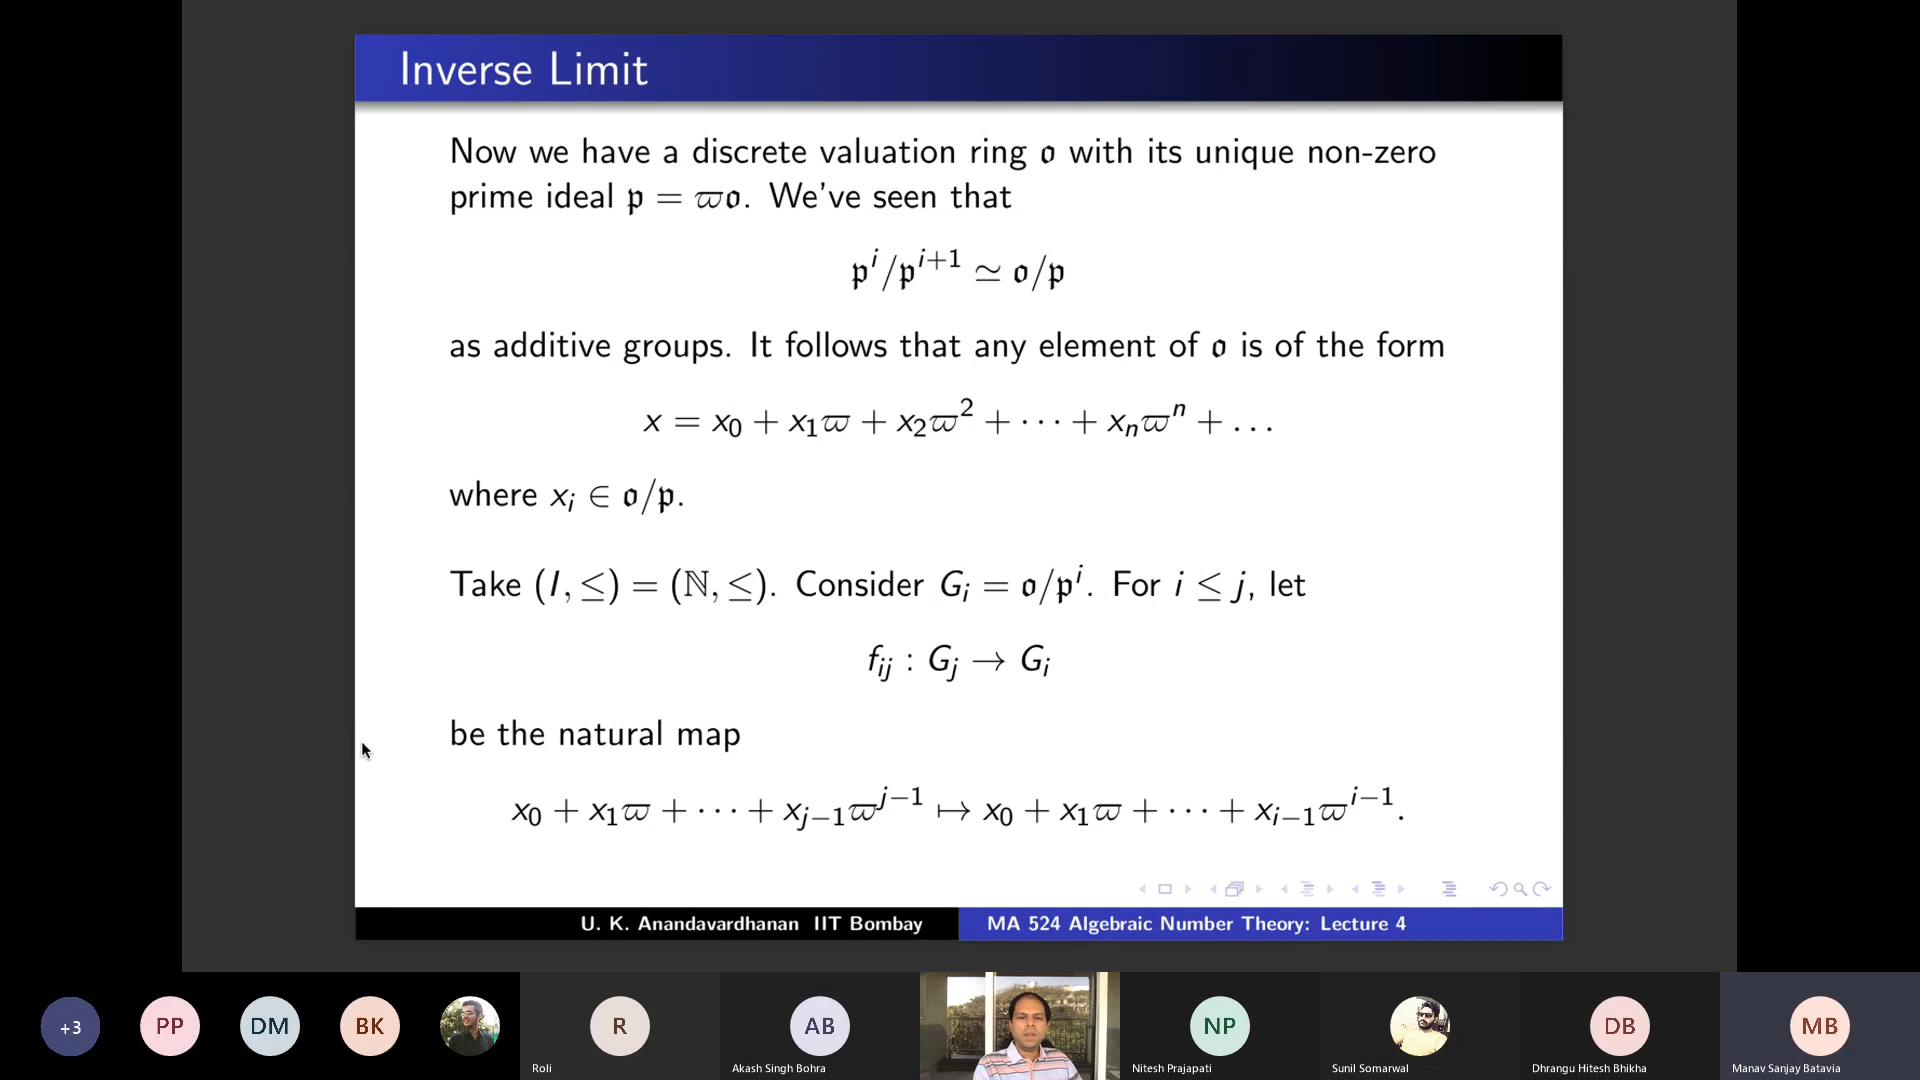 Inverse Limit
Now we have a discrete valuation ring 𝔬 with its unique non-zero
prime ideal 𝔭 = ϖ𝔬. We've seen that
𝔭^i/𝔭^{i+1} ≃ 𝔬/𝔭
as additive groups. It follows that any element of 𝔬 is of the form
x = x_0 + x_1ϖ + x_2ϖ^2 + ⋯ + x_nϖ^n + …
where x_i ∈ 𝔬/𝔭.
Take (I, ≤) = (ℕ, ≤). Consider G_i = 𝔬/𝔭^i. For i ≤ j, let
f_{ij} : G_j → G_i
be the natural map
x_0 + x_1ϖ + ⋯ + x_{j−1}ϖ^{j−1} ↦ x_0 + x_1ϖ + ⋯ + x_{i−1}ϖ^{i−1}.
U. K. Anandavardhanan IIT Bombay
MA 524 Algebraic Number Theory: Lecture 4
+3
PP
DM
BK
R
Roli
AB
Akash Singh Bohra
NP
Nitesh Prajapati
Sunil Somarwal
DB
Dhrangu Hitesh Bhikha
MB
Manav Sanjay Batavia